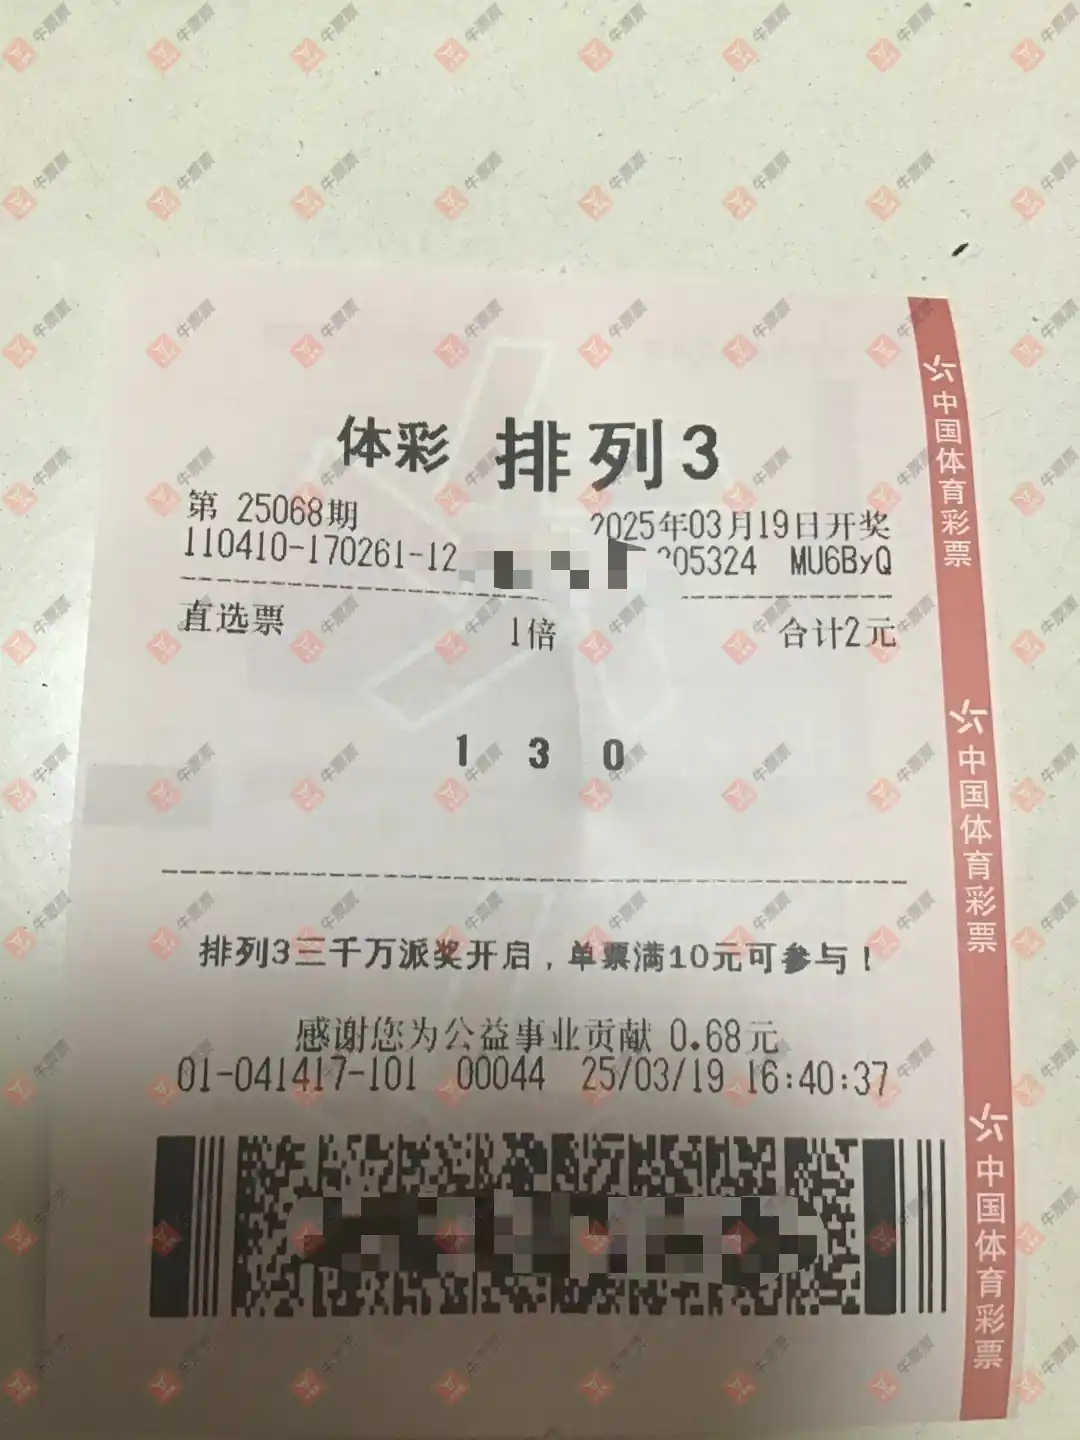 体彩 排列3
第 25068期 2025年03月19日开奖
110410-170261-12 205324 MU6ByQ
直选票 1倍 合计2元
1 3 0
排列3三千万派奖开启，单票满10元可参与！
感谢您为公益事业贡献 0.68元
01-041417-101 00044 25/03/19 16:40:37
中国体育彩票
中国体育彩票
中国体育彩票
牛票票